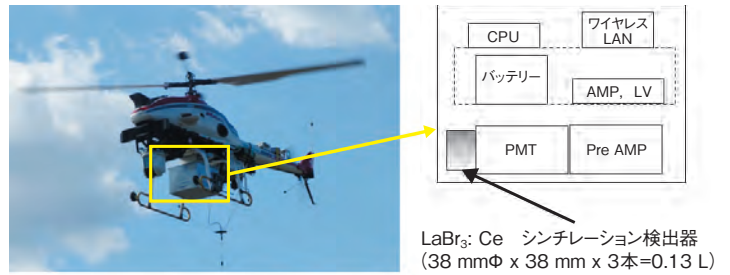 CPU
ワイヤレス
LAN
バッテリー
AMP, LV
PMT
Pre AMP
LaBr₃: Ce シンチレーション検出器
（38 mmΦ x 38 mm x 3本=0.13 L）